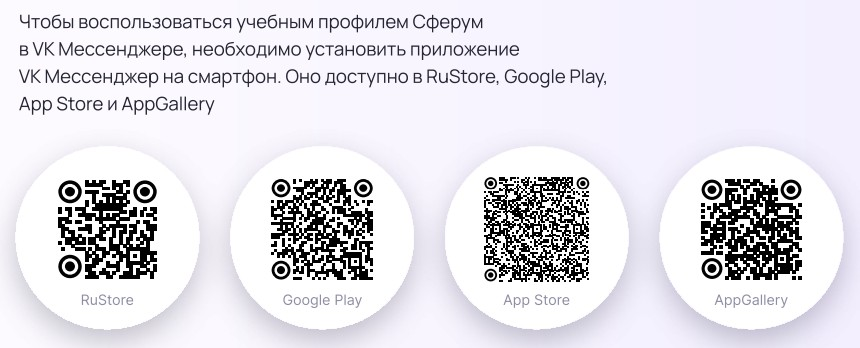 Чтобы воспользоваться учебным профилем Сферум
в VK Мессенджере, необходимо установить приложение
VK Мессенджер на смартфон. Оно доступно в RuStore, Google Play,
App Store и AppGallery
RuStore
Google Play
App Store
AppGallery